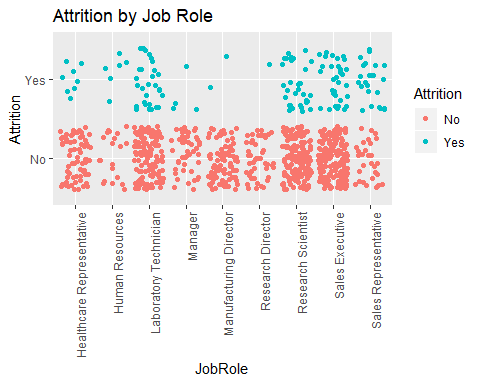 Attrition by Job Role
Attrition
Yes
No
Healthcare Representative
Human Resources
Laboratory Technician
Manager
Manufacturing Director
Research Director
Research Scientist
Sales Executive
Sales Representative
JobRole
Attrition
No
Yes